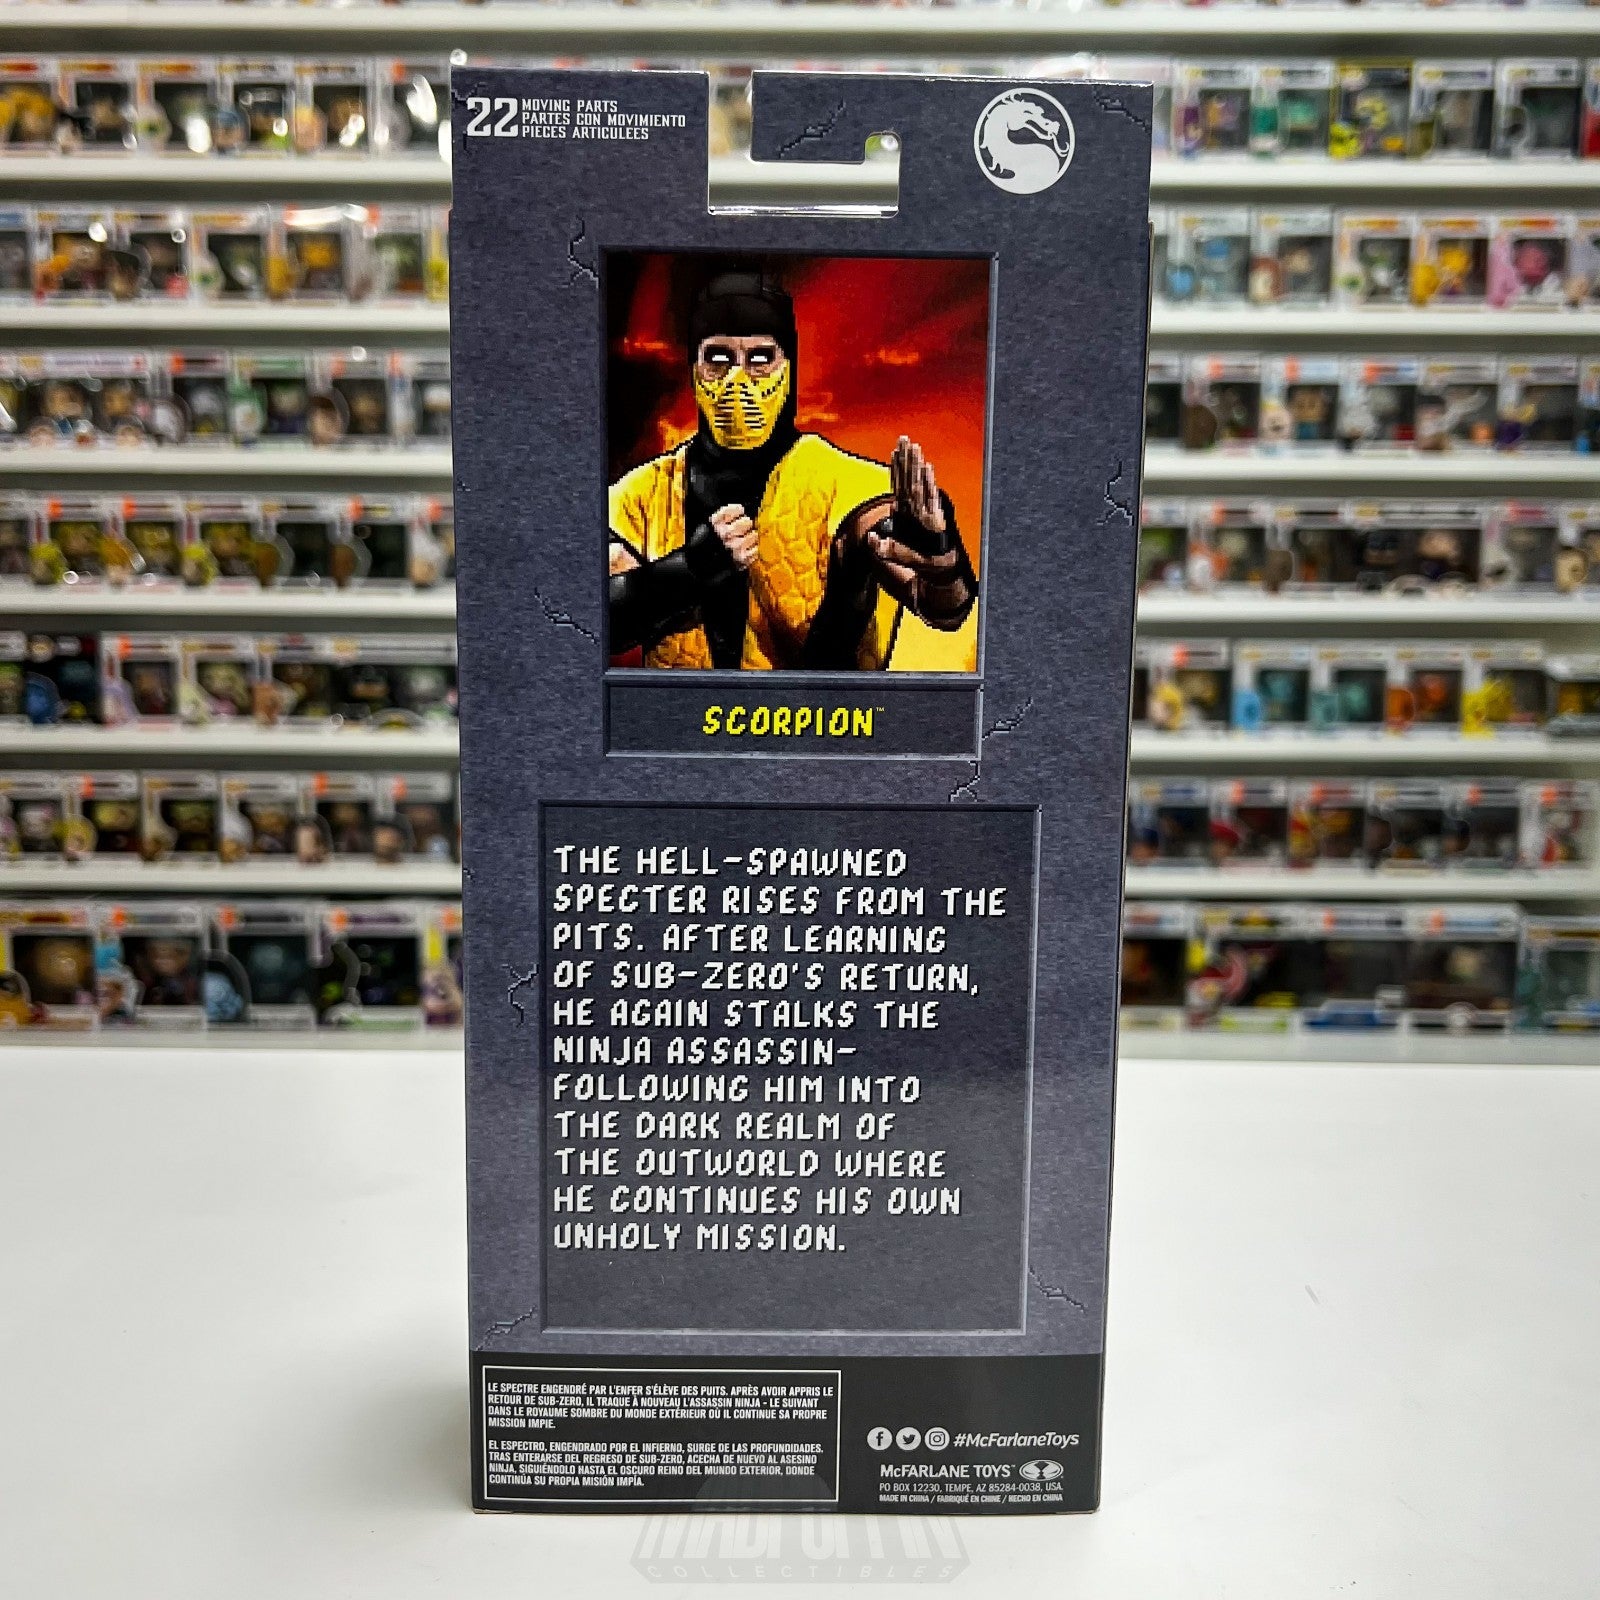 22 MOVING PARTS
PARTES CON MOVIMIENTO
PIECES ARTICULEES
SCORPION™
THE HELL-SPAWNED
SPECTER RISES FROM THE
PITS. AFTER LEARNING
OF SUB-ZERO'S RETURN,
HE AGAIN STALKS THE
NINJA ASSASSIN-
FOLLOWING HIM INTO
THE DARK REALM OF
THE OUTWORLD WHERE
HE CONTINUES HIS OWN
UNHOLY MISSION.
LE SPECTRE ENGENDRÉ PAR L'ENFER S'ÉLÈVE DES PUITS. APRÈS AVOIR APPRIS LE
RETOUR DE SUB-ZERO, IL TRAQUE À NOUVEAU L'ASSASSIN NINJA - LE SUIVANT
DANS LE ROYAUME SOMBRE DU MONDE EXTÉRIEUR OÙ IL CONTINUE SA PROPRE
MISSION IMPIE.
EL ESPECTRO, ENGENDRADO POR EL INFIERNO, SURGE DE LAS PROFUNDIDADES.
TRAS ENTERARSE DEL REGRESO DE SUB-ZERO, ACECHA DE NUEVO AL ASESINO
NINJA, SIGUIÉNDOLO HASTA EL OSCURO REINO DEL MUNDO EXTERIOR, DONDE
CONTINÚA SU PROPIA MISIÓN IMPÍA.
#McFarlaneToys
McFARLANE TOYS™
PO BOX 12230, TEMPE, AZ 85284-0038, USA.
MADE IN CHINA / FABRIQUÉ EN CHINE / HECHO EN CHINA
COLLECTIBLES